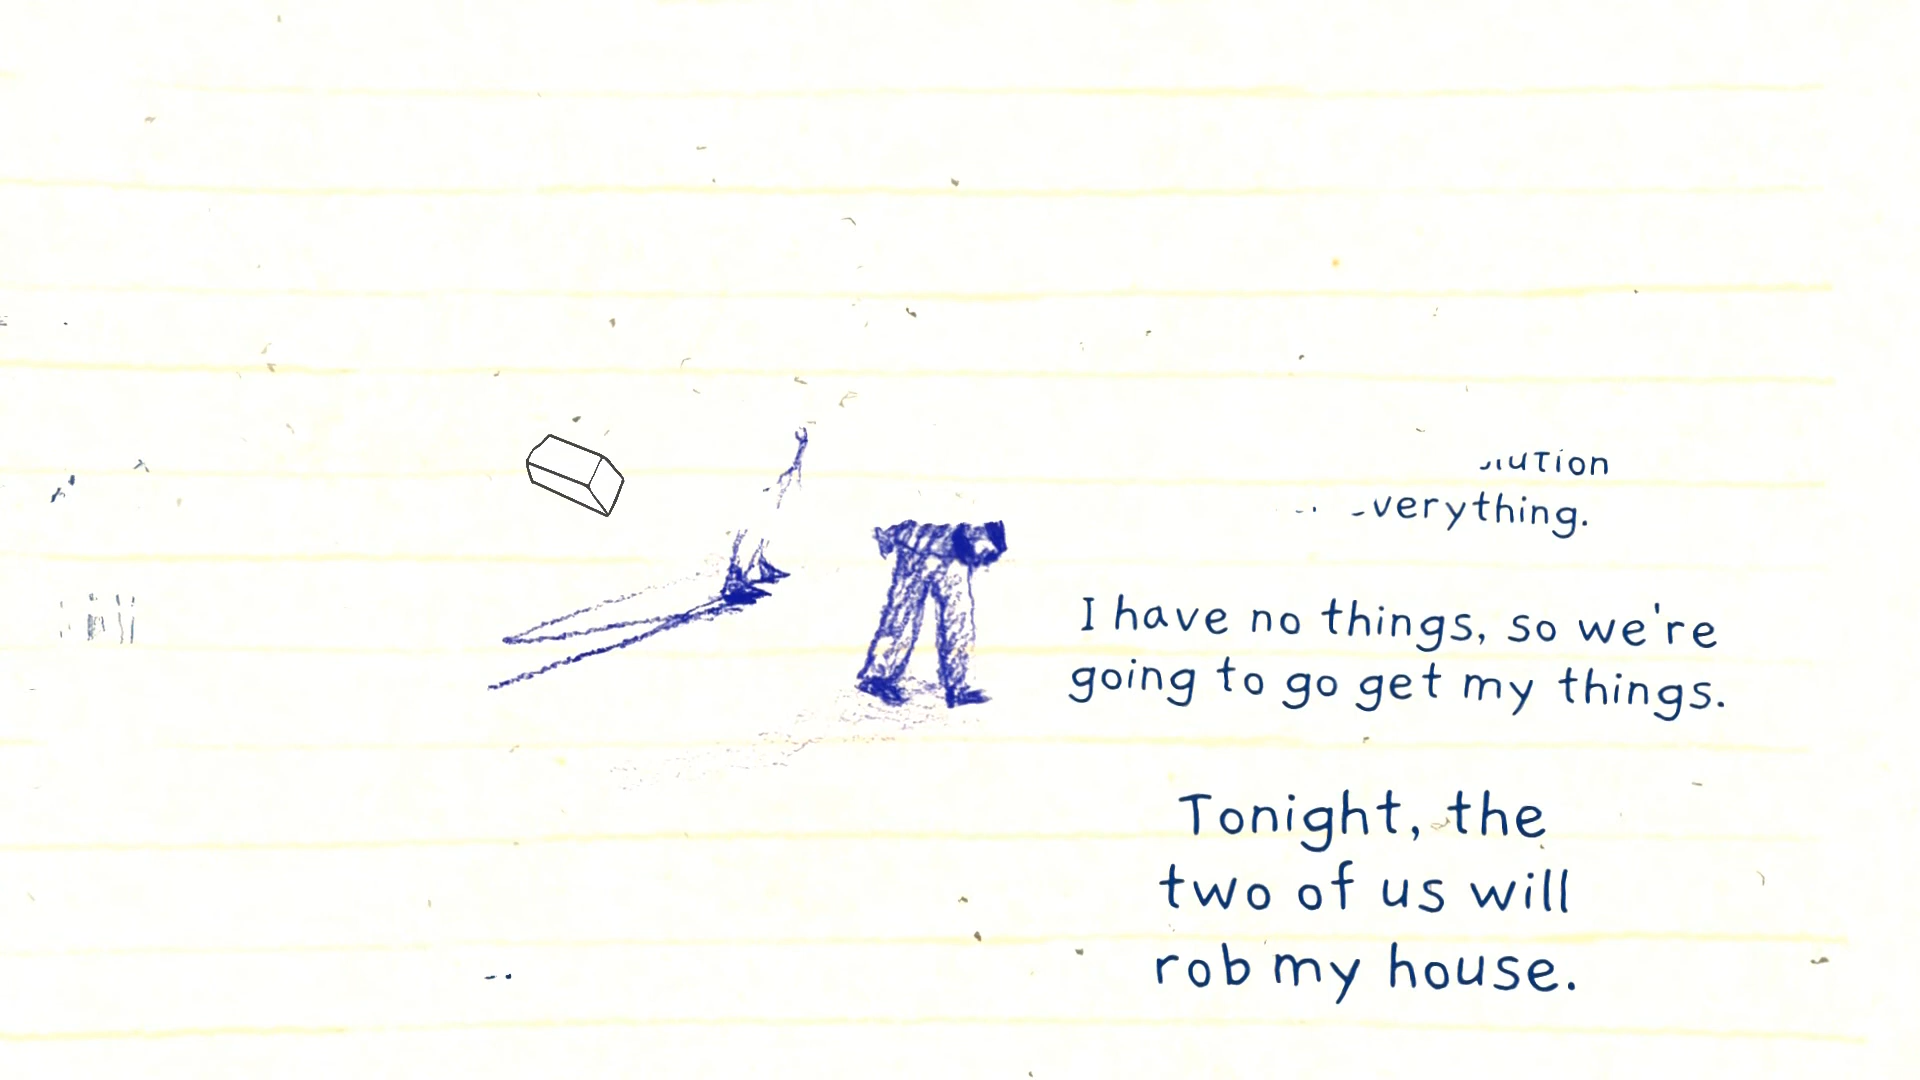 I have no things, so we're
going to go get my things.
Tonight, the
two of us will
rob my house.